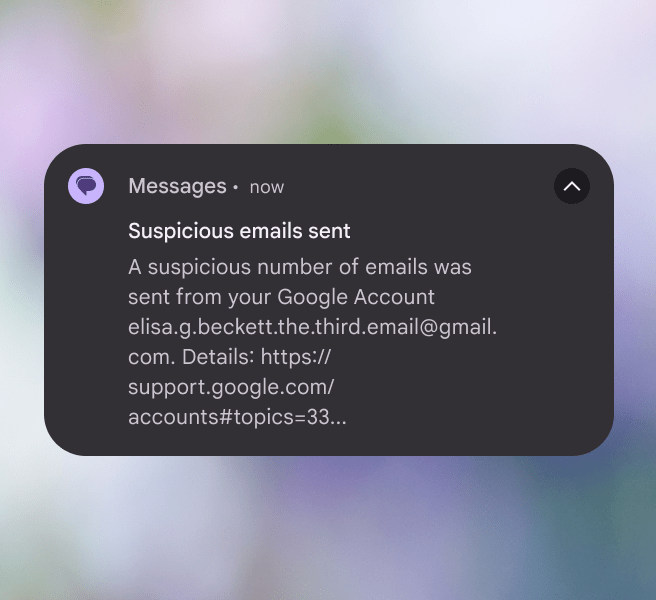 Messages • now
Suspicious emails sent
A suspicious number of emails was
sent from your Google Account
elisa.g.beckett.the.third.email@gmail.
com. Details: https://
support.google.com/
accounts#topics=33...